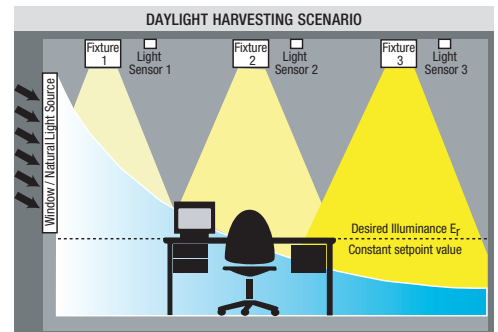 DAYLIGHT HARVESTING SCENARIO
Fixture
1
Light
Sensor 1
Fixture
2
Light
Sensor 2
Fixture
3
Light
Sensor 3
Window / Natural Light Source
Desired Illuminance Er
Constant setpoint value